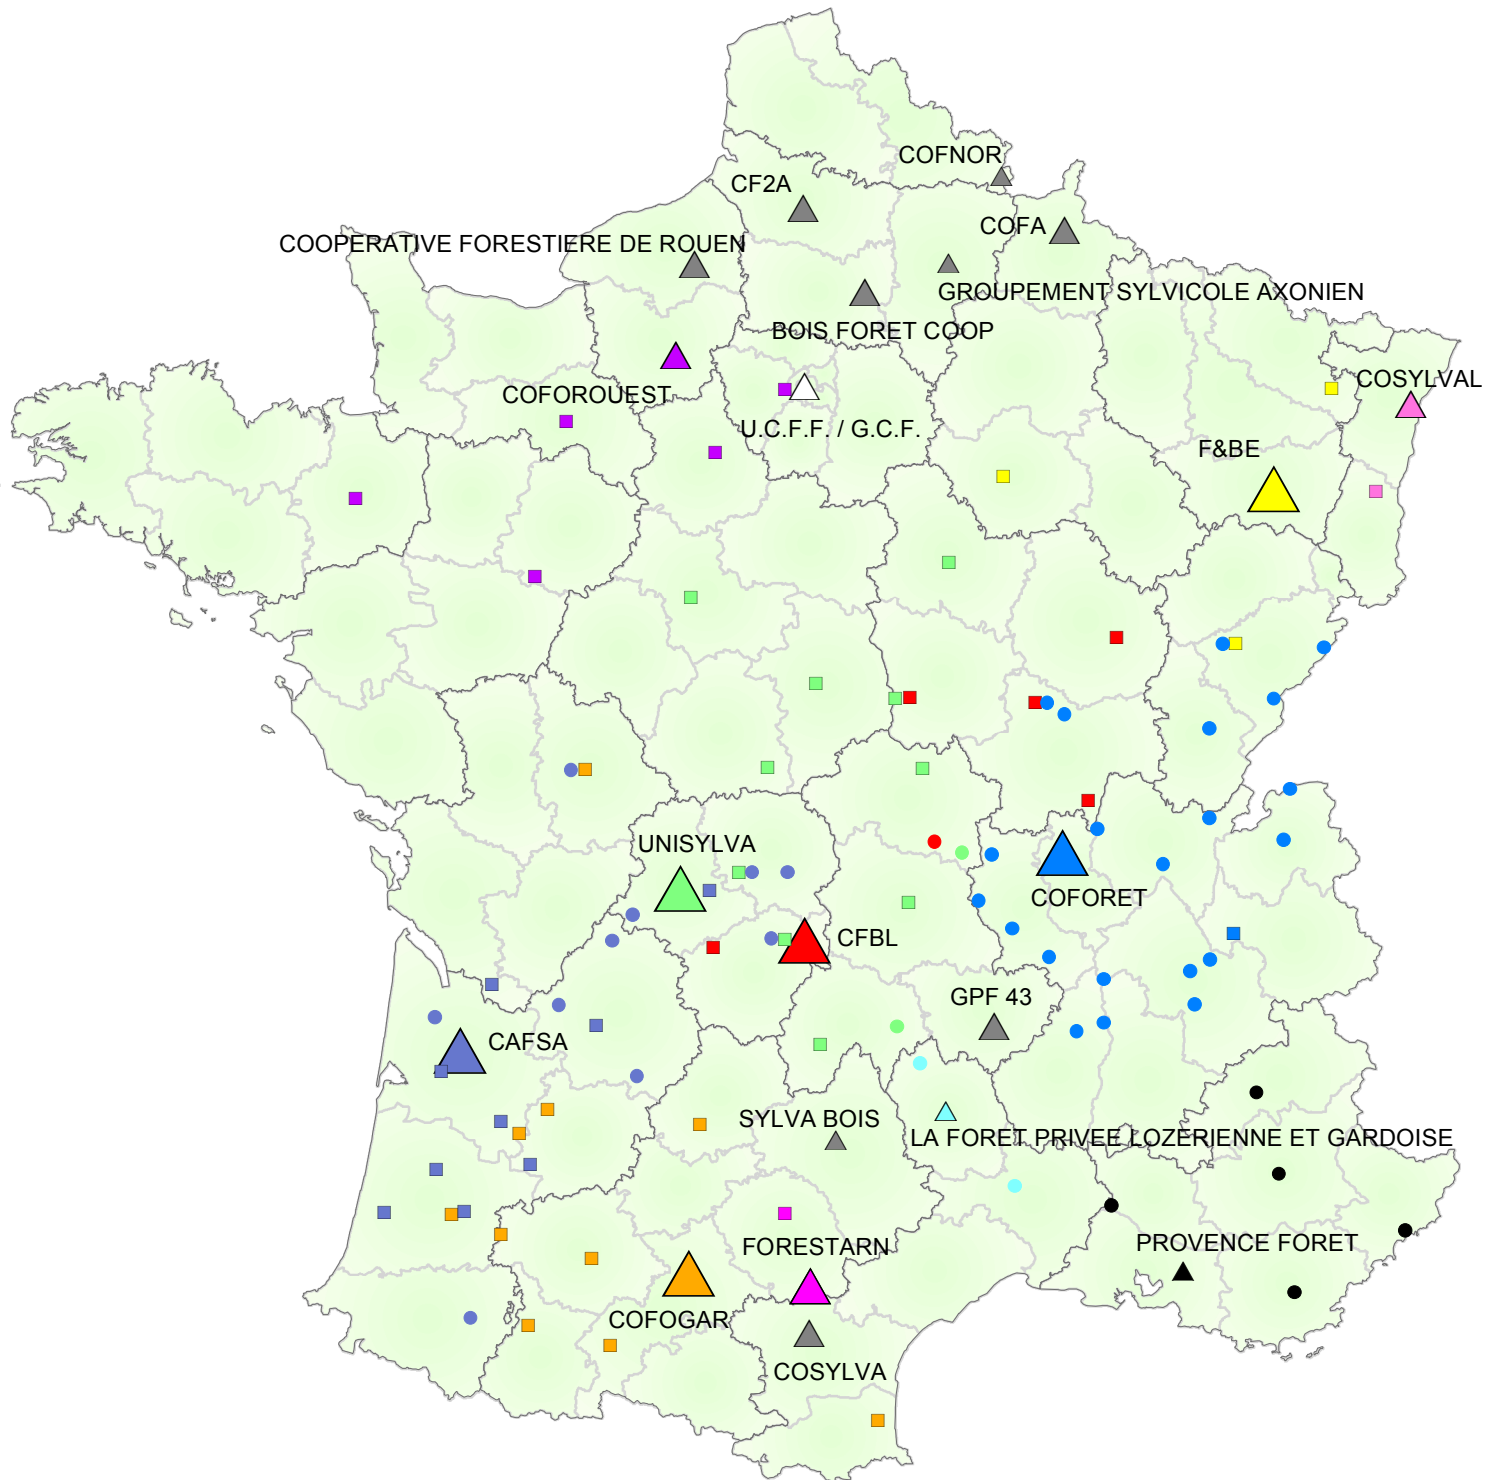 COFNOR
CF2A
COFA
COOPERATIVE FORESTIERE DE ROUEN
GROUPEMENT SYLVICOLE AXONIEN
BOIS FORET COOP
COSYLVAL
COFOROUEST
U.C.F.F. / G.C.F.
F&BE
UNISYLVA
COFORET
CFBL
GPF 43
CAFSA
SYLVA BOIS
LA FORET PRIVEE LOZERIENNE ET GARDOISE
PROVENCE FORET
FORESTARN
COFOGAR
COSYLVA